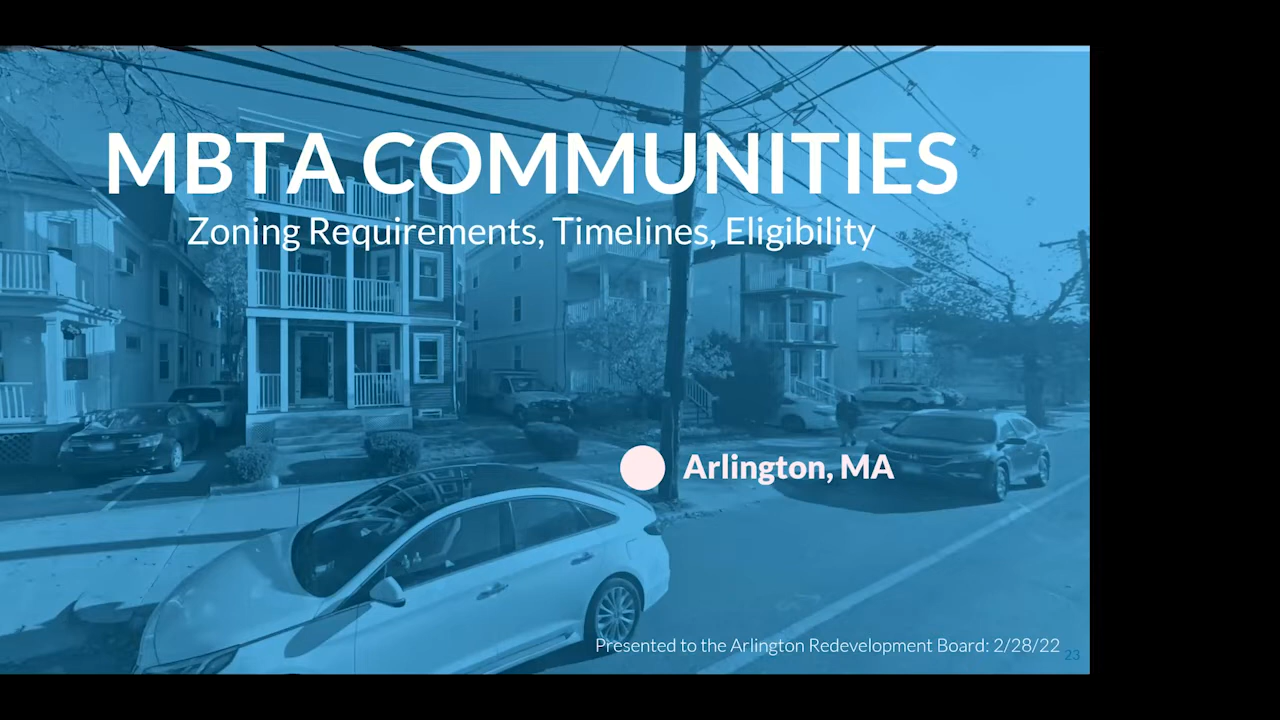 MBTA COMMUNITIES
Zoning Requirements, Timelines, Eligibility
Arlington, MA
Presented to the Arlington Redevelopment Board: 2/28/22
23